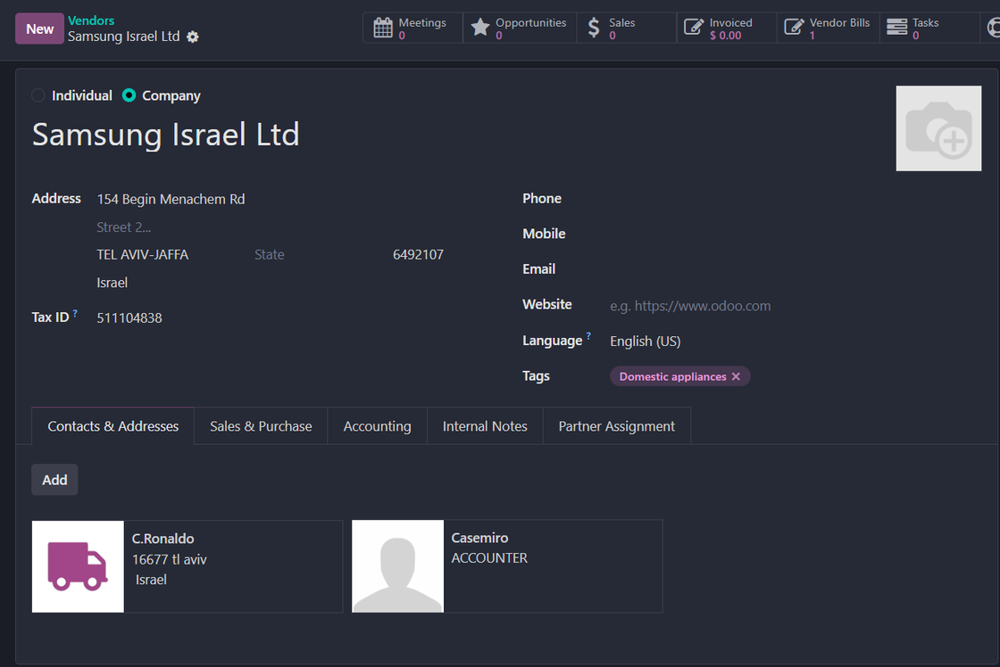 New
Vendors
Samsung Israel Ltd
Meetings
0
Opportunities
0
Sales
0
Invoiced
$ 0.00
Vendor Bills
1
Tasks
0
Individual
Company
Samsung Israel Ltd
Address
154 Begin Menachem Rd
Street 2...
TEL AVIV-JAFFA State 6492107
Israel
Tax ID ? 511104838
Phone
Mobile
Email
Website e.g. https://www.odoo.com
Language ? English (US)
Tags Domestic appliances ×
Contacts & Addresses
Sales & Purchase
Accounting
Internal Notes
Partner Assignment
Add
C.Ronaldo
16677 tl aviv
Israel
Casemiro
ACCOUNTER